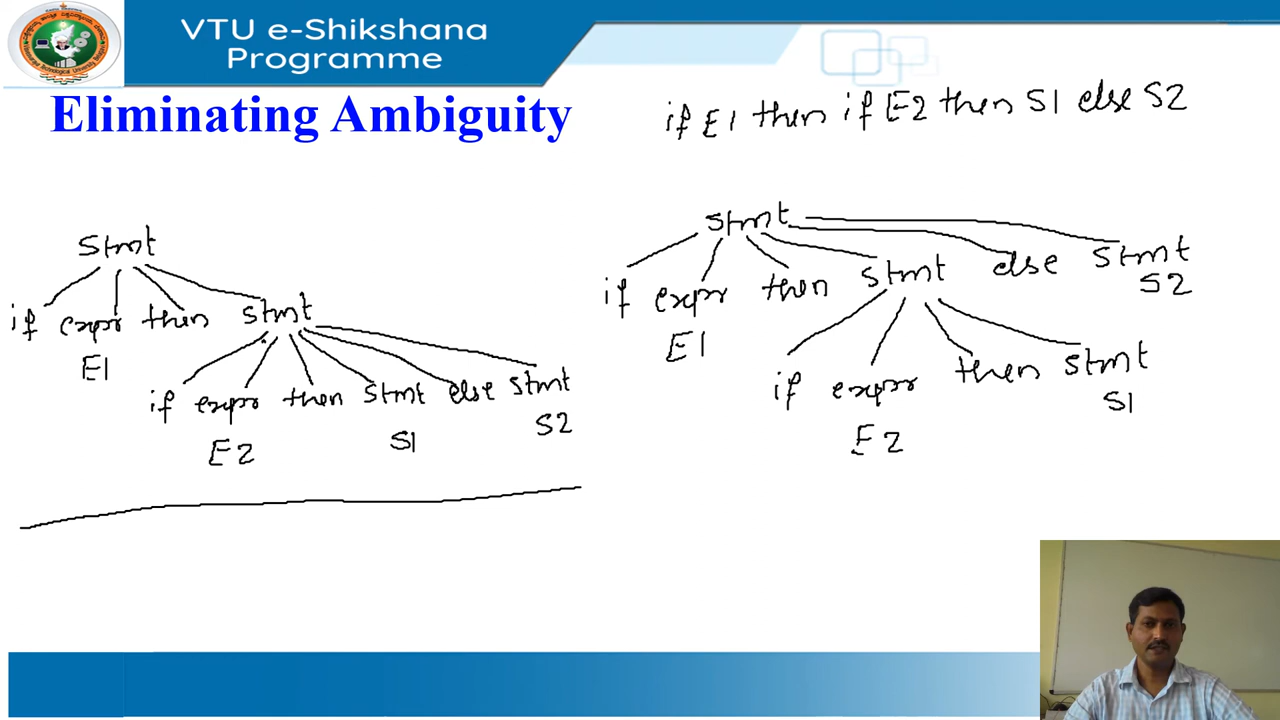 VTU e-Shikshana
Programme
Eliminating Ambiguity
if E1 then if E2 then S1 else S2
Stmt
if expr then stmt
E1
if expr then stmt else stmt
E2 S1 S2
stmt
if expr then stmt else stmt
E1 S2
if expr then stmt
E2 S1